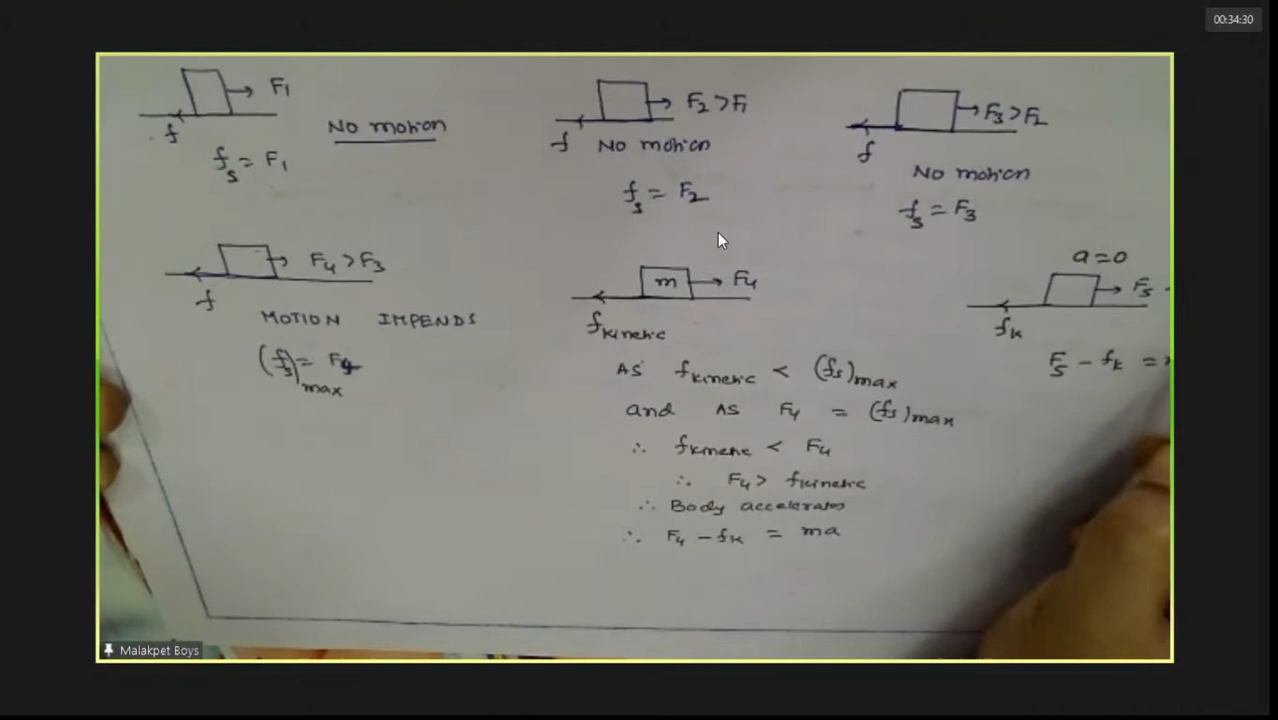 00:34:30
F₁
f
No motion
fₛ = F₁
F₂ > F₁
f
No motion
fₛ = F₂
F₃ > F₂
f
No motion
fₛ = F₃
F₄ > F₃
f
MOTION IMPENDS
(fₛ)max = F₄
m
F₄
fkinetic
AS fkinetic < (fₛ)max
and AS F₄ = (fₛ)max
∴ fkinetic < F₄
∴ F₄ > fkinetic
∴ Body accelerates
∴ F₄ - fₖ = ma
a = 0
F₅
fₖ
F₅ - fₖ =
Malakpet Boys